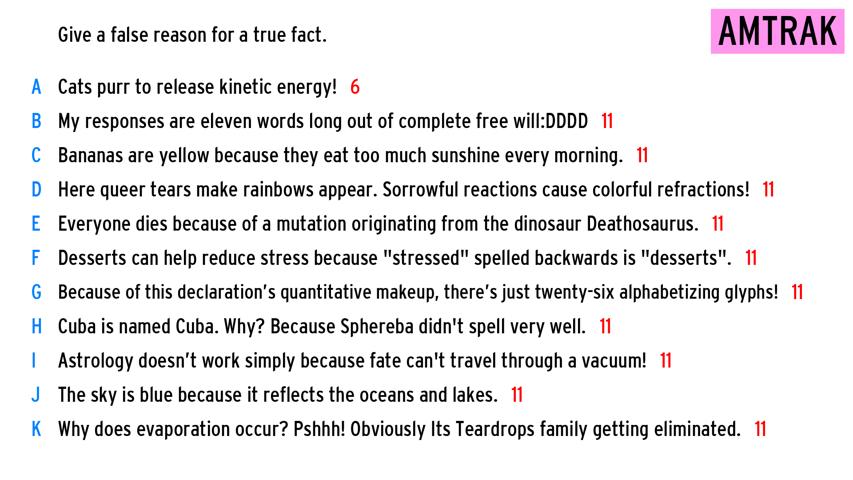 Give a false reason for a true fact.
AMTRAK
A Cats purr to release kinetic energy! 6
B My responses are eleven words long out of complete free will:DDDD 11
C Bananas are yellow because they eat too much sunshine every morning. 11
D Here queer tears make rainbows appear. Sorrowful reactions cause colorful refractions! 11
E Everyone dies because of a mutation originating from the dinosaur Deathosaurus. 11
F Desserts can help reduce stress because "stressed" spelled backwards is "desserts". 11
G Because of this declaration’s quantitative makeup, there’s just twenty-six alphabetizing glyphs! 11
H Cuba is named Cuba. Why? Because Sphereba didn't spell very well. 11
I Astrology doesn’t work simply because fate can't travel through a vacuum! 11
J The sky is blue because it reflects the oceans and lakes. 11
K Why does evaporation occur? Pshhh! Obviously Its Teardrops family getting eliminated. 11